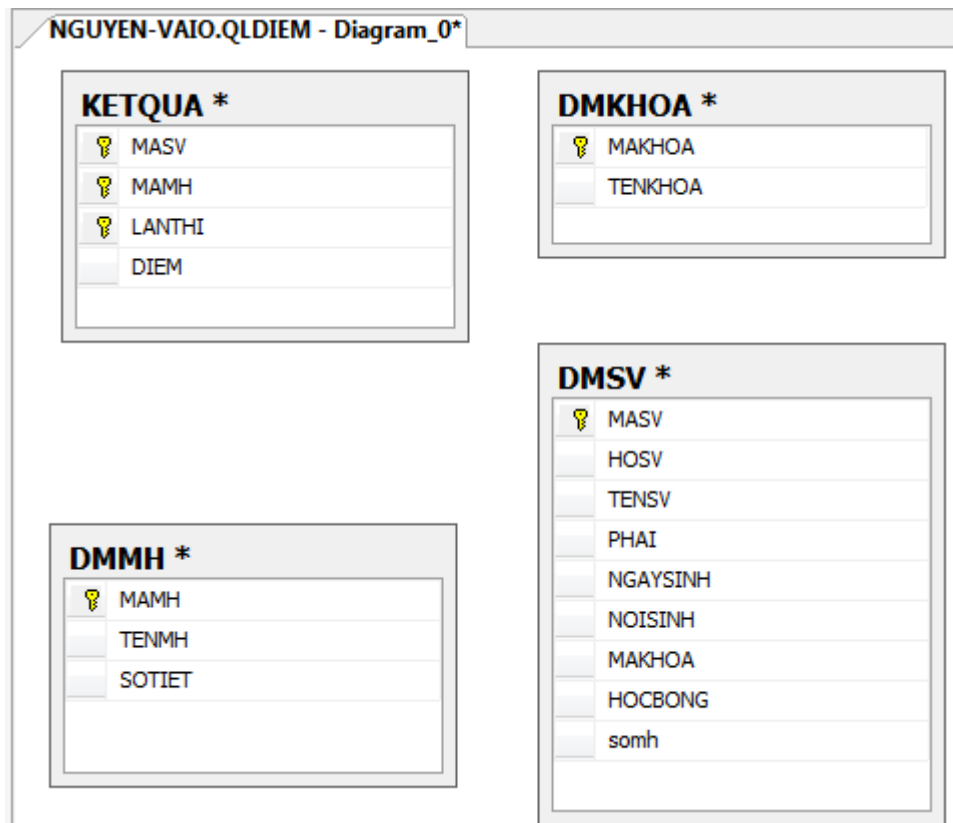 NGUYEN-VAIO.QLDIEM - Diagram_0*
KETQUA *
MASV
MAMH
LANTHI
DIEM
DMKHOA *
MAKHOA
TENKHOA
DMMH *
MAMH
TENMH
SOTIET
DMSV *
MASV
HOSV
TENSV
PHAI
NGAYSINH
NOISINH
MAKHOA
HOCBONG
somh